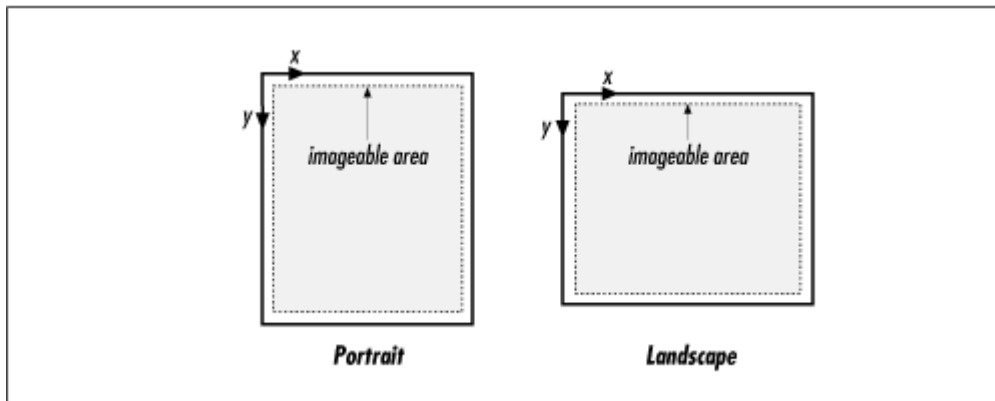 x
y
imageable area
Portrait
x
y
imageable area
Landscape